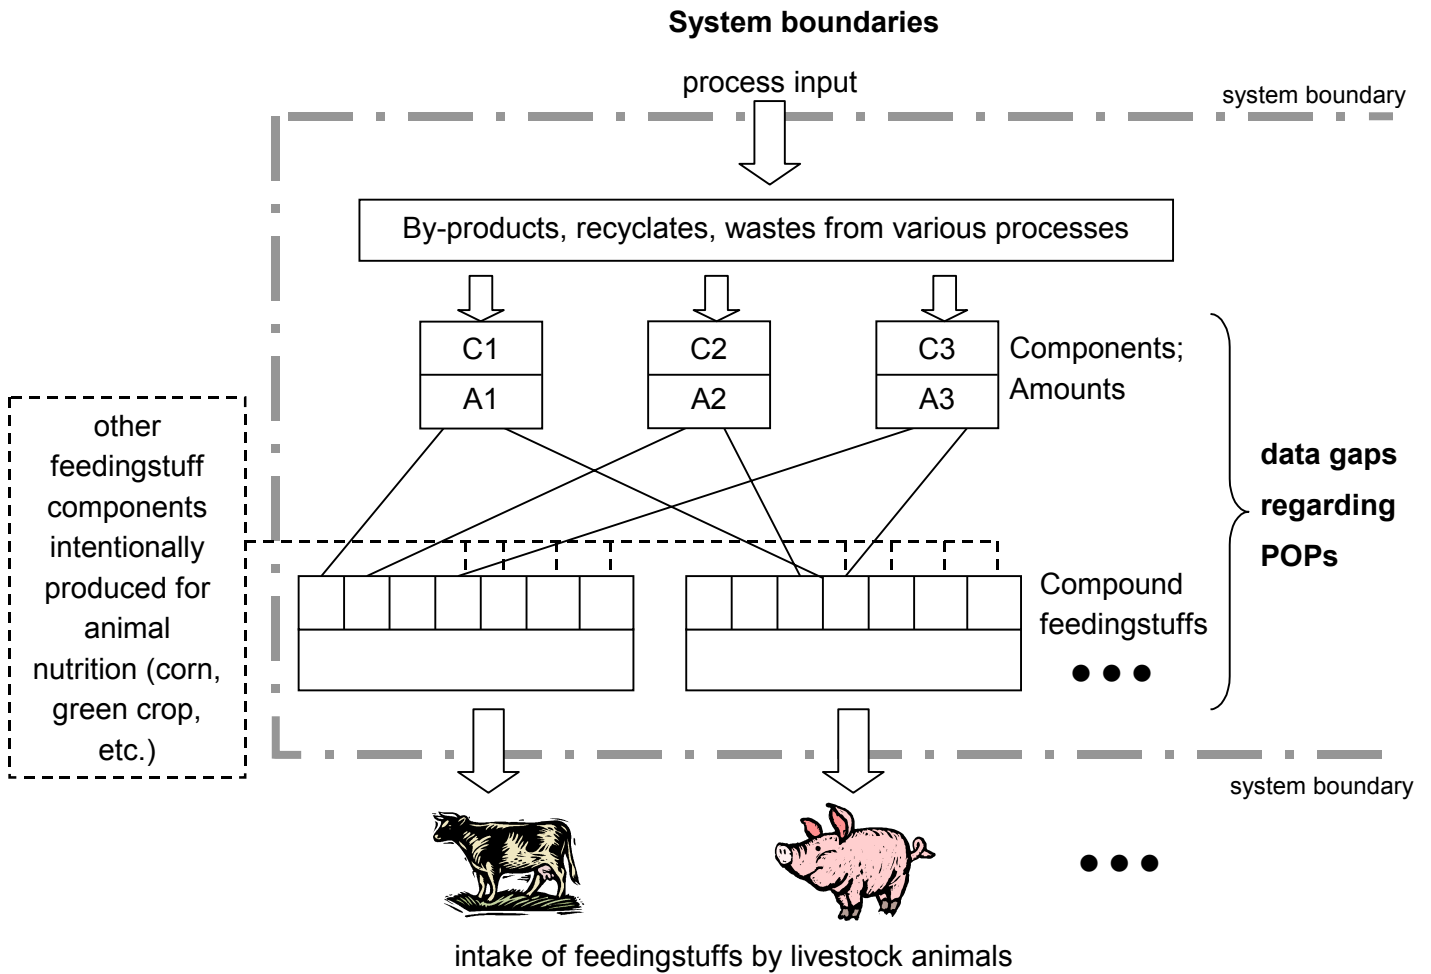 System boundaries
process input
system boundary
By-products, recyclates, wastes from various processes
C1
C2
C3
Components;
A1
A2
A3
Amounts
other
feedingstuff
components
intentionally
produced for
animal
nutrition (corn,
green crop,
etc.)
data gaps
regarding
POPs
Compound
feedingstuffs
system boundary
intake of feedingstuffs by livestock animals